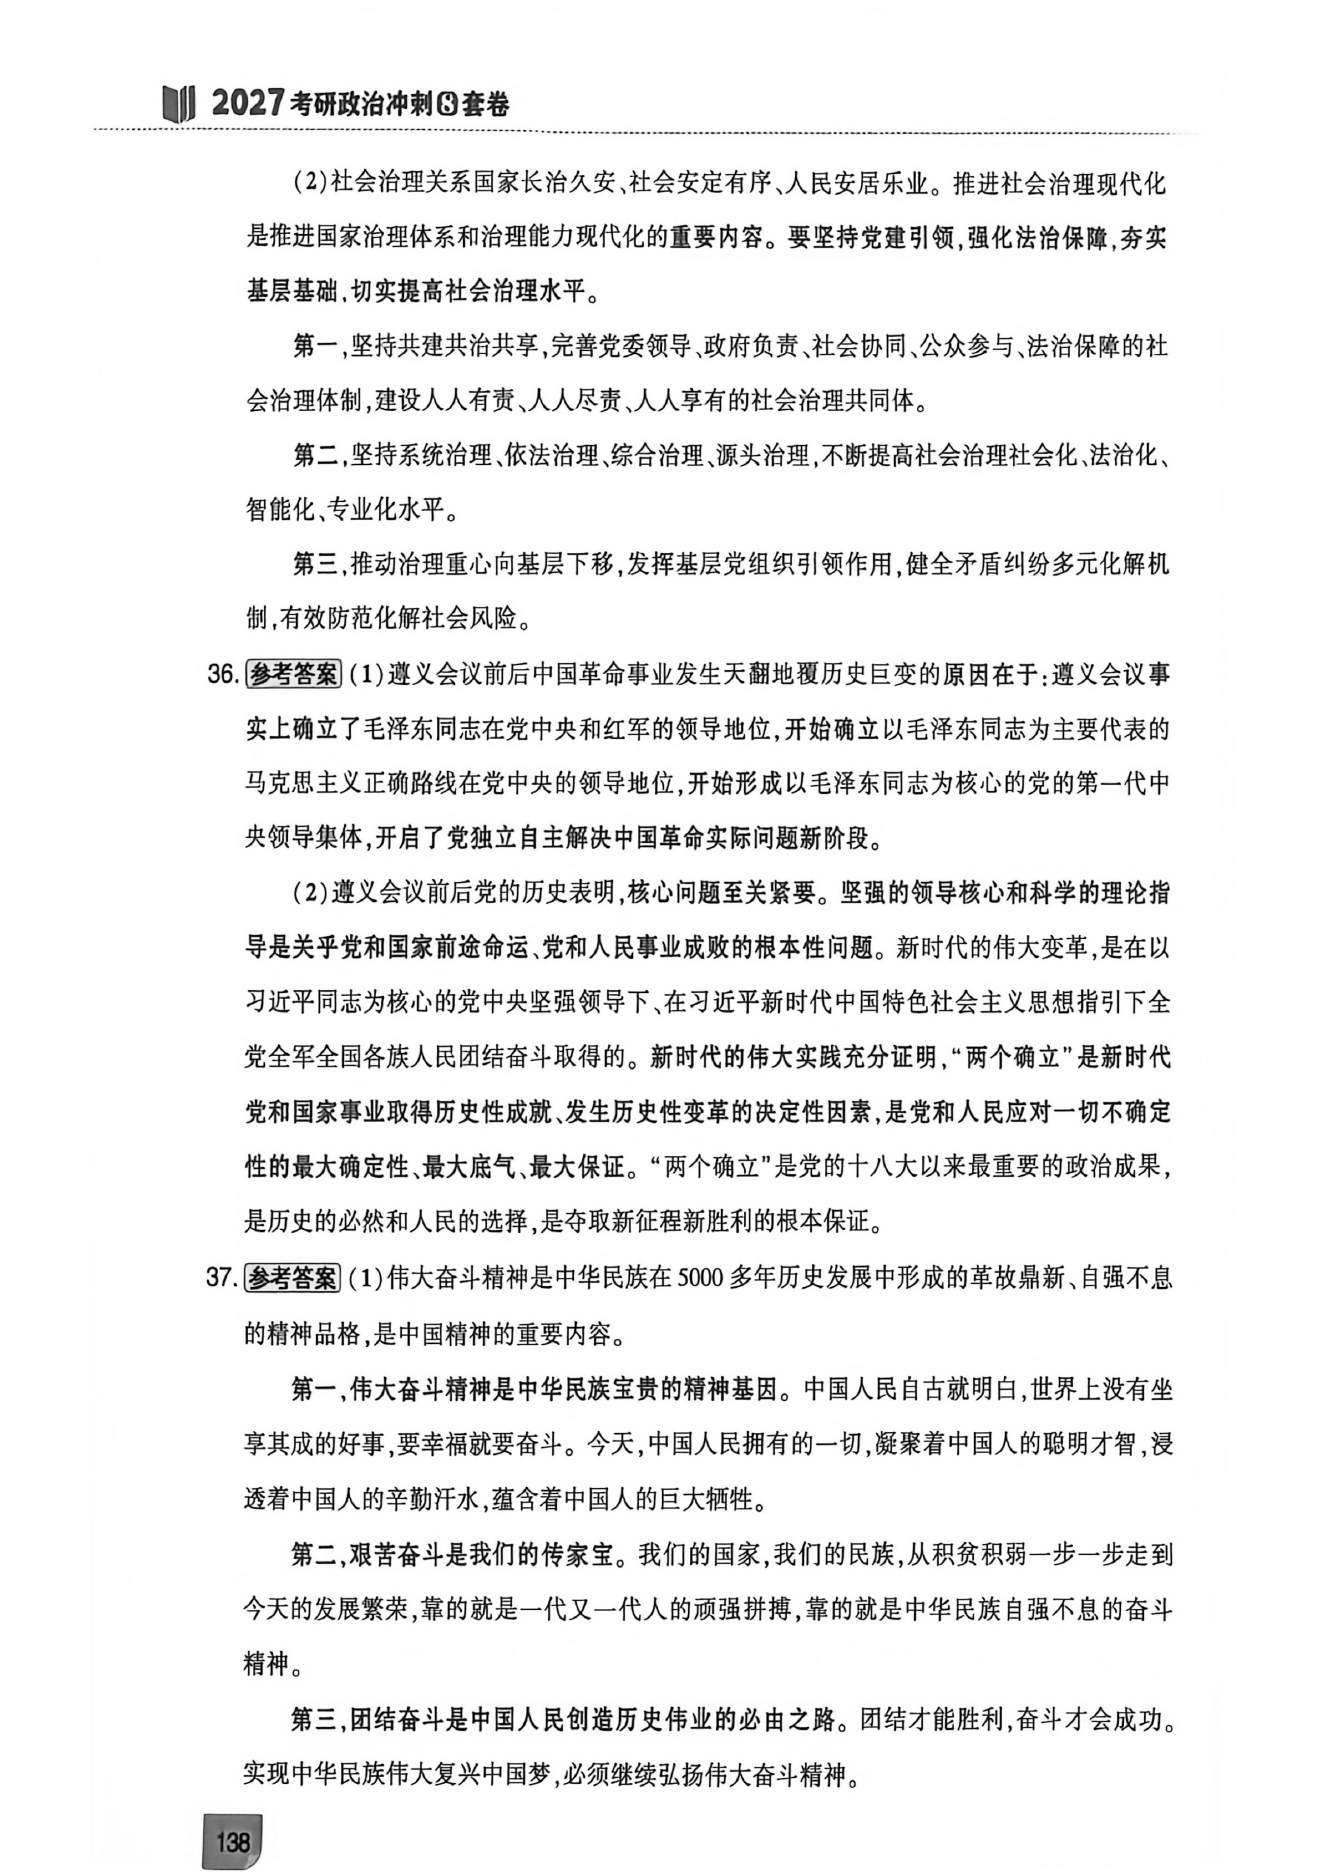 2027考研政治冲刺8套卷
(2)社会治理关系国家长治久安、社会安定有序、人民安居乐业。推进社会治理现代化
是推进国家治理体系和治理能力现代化的重要内容。要坚持党建引领,强化法治保障,夯实
基层基础,切实提高社会治理水平。
第一,坚持共建共治共享,完善党委领导、政府负责、社会协同、公众参与、法治保障的社
会治理体制,建设人人有责、人人尽责、人人享有的社会治理共同体。
第二,坚持系统治理、依法治理、综合治理、源头治理,不断提高社会治理社会化、法治化、
智能化、专业化水平。
第三,推动治理重心向基层下移,发挥基层党组织引领作用,健全矛盾纠纷多元化解机
制,有效防范化解社会风险。
36. 参考答案 (1)遵义会议前后中国革命事业发生天翻地覆历史巨变的原因在于:遵义会议事
实上确立了毛泽东同志在党中央和红军的领导地位,开始确立以毛泽东同志为主要代表的
马克思主义正确路线在党中央的领导地位,开始形成以毛泽东同志为核心的党的第一代中
央领导集体,开启了党独立自主解决中国革命实际问题新阶段。
(2)遵义会议前后党的历史表明,核心问题至关紧要。坚强的领导核心和科学的理论指
导是关乎党和国家前途命运、党和人民事业成败的根本性问题。新时代的伟大变革,是在以
习近平同志为核心的党中央坚强领导下、在习近平新时代中国特色社会主义思想指引下全
党全军全国各族人民团结奋斗取得的。新时代的伟大实践充分证明,“两个确立”是新时代
党和国家事业取得历史性成就、发生历史性变革的决定性因素,是党和人民应对一切不确定
性的最大确定性、最大底气、最大保证。“两个确立”是党的十八大以来最重要的政治成果,
是历史的必然和人民的选择,是夺取新征程新胜利的根本保证。
37. 参考答案 (1)伟大奋斗精神是中华民族在5000多年历史发展中形成的革故鼎新、自强不息
的精神品格,是中国精神的重要内容。
第一,伟大奋斗精神是中华民族宝贵的精神基因。中国人民自古就明白,世界上没有坐
享其成的好事,要幸福就要奋斗。今天,中国人民拥有的一切,凝聚着中国人的聪明才智,浸
透着中国人的辛勤汗水,蕴含着中国人的巨大牺牲。
第二,艰苦奋斗是我们的传家宝。我们的国家,我们的民族,从积贫积弱一步一步走到
今天的发展繁荣,靠的就是一代又一代人的顽强拼搏,靠的就是中华民族自强不息的奋斗
精神。
第三,团结奋斗是中国人民创造历史伟业的必由之路。团结才能胜利,奋斗才会成功。
实现中华民族伟大复兴中国梦,必须继续弘扬伟大奋斗精神。
138